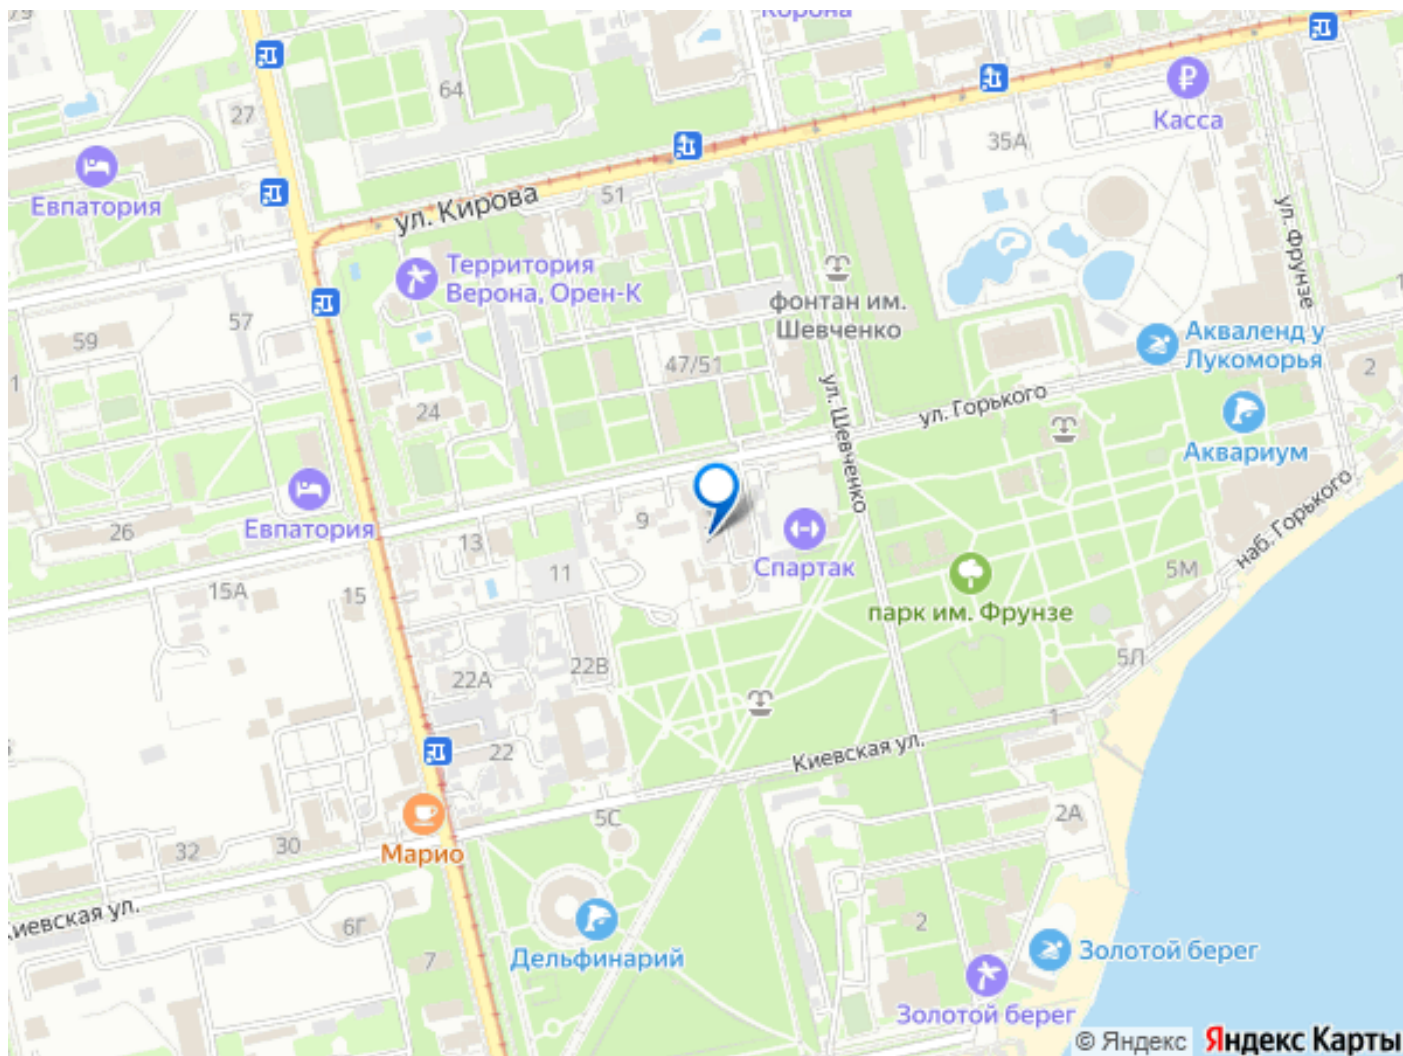 Корона
64
27
Касса
35А
Евпатория
ул. Кирова
51
ул. Фрунзе
Территория
Верона, Орен-К
фонтан им.
Шевченко
57
59
47/51
Акваленд у
Лукоморья
2
1
24
ул. Шевченко
ул. Горького
Аквариум
Евпатория
26
9
13
11
Спартак
наб. Горького
5М
15А
15
парк им. Фрунзе
22А
22В
5Л
1
22
Киевская ул.
5С
2А
Марио
32
30
иевская ул.
6Г
7
Дельфинарий
2
Золотой берег
Золотой берег
© Яндекс Яндекс Карты